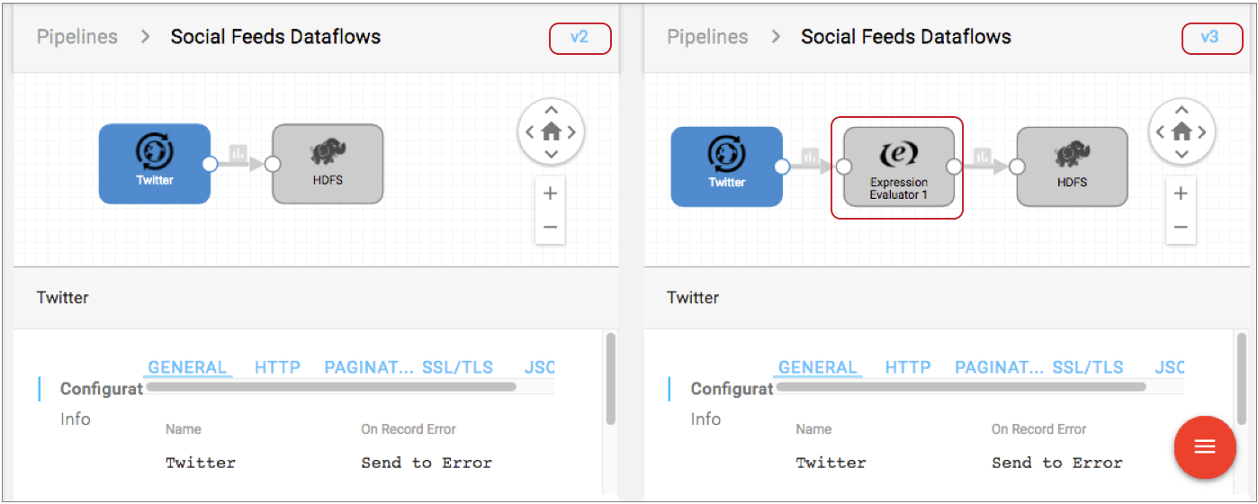 Pipelines > Social Feeds Dataflows v2
Twitter
HDFS
Twitter
GENERAL HTTP PAGINAT... SSL/TLS JSC
Configurat
Info
Name On Record Error
Twitter Send to Error
Pipelines > Social Feeds Dataflows v3
Twitter
(e)
Expression
Evaluator 1
HDFS
Twitter
GENERAL HTTP PAGINAT... SSL/TLS JSC
Configurat
Info
Name On Record Error
Twitter Send to Error